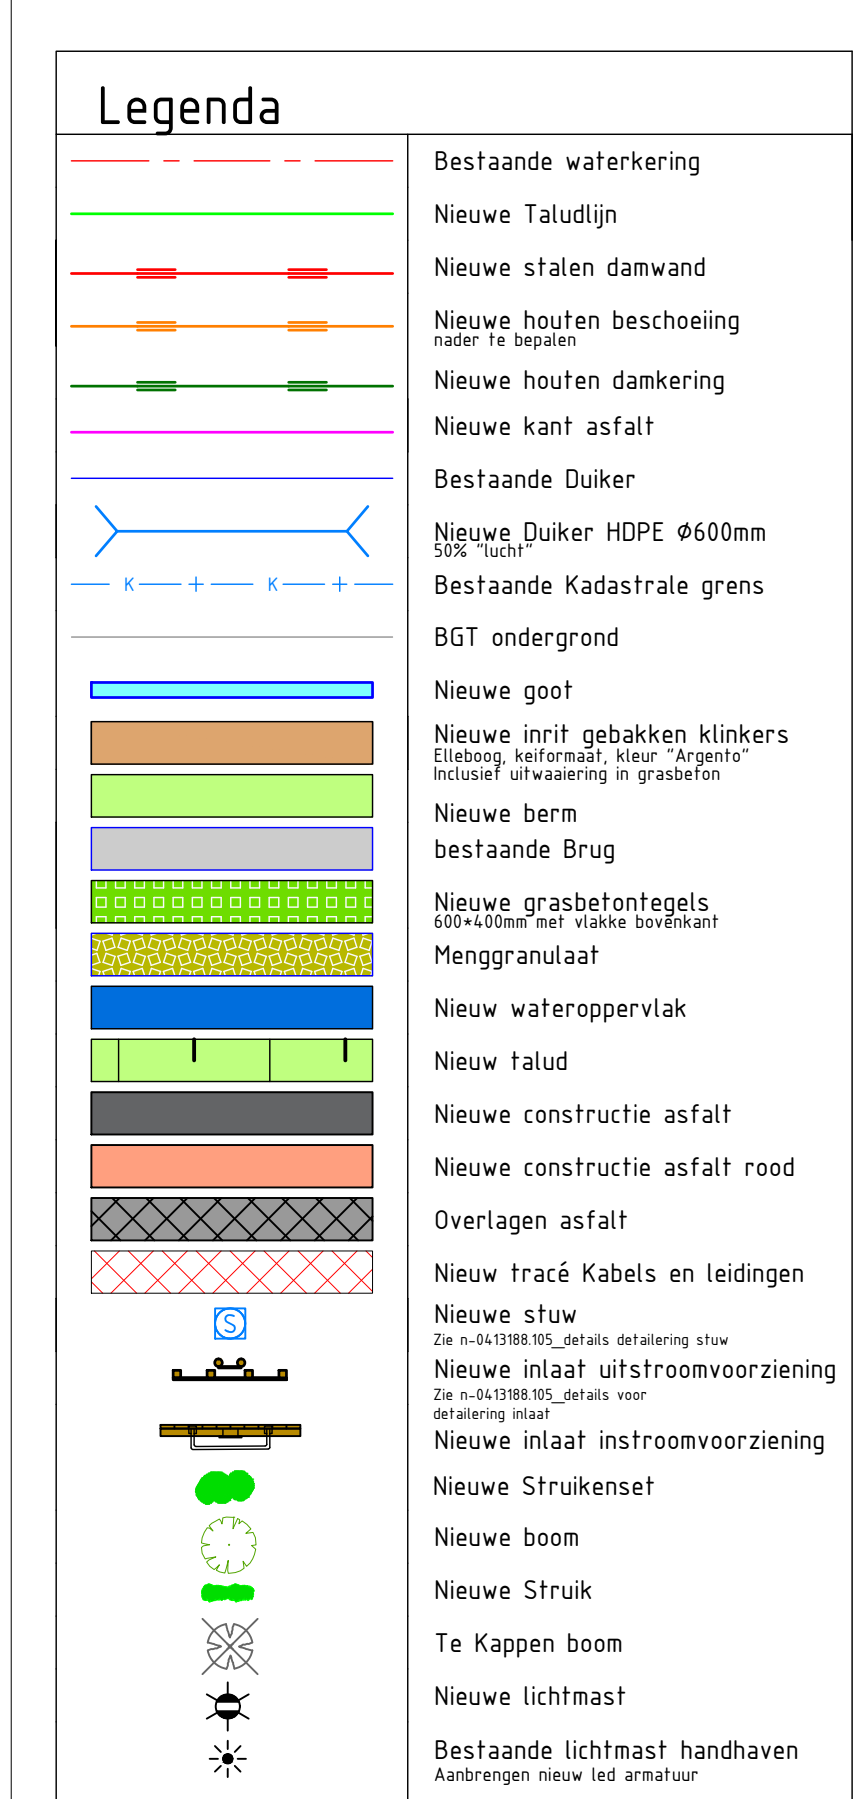 Legenda
Bestaande waterkering
Nieuwe Taludlijn
Nieuwe stalen damwand
Nieuwe houten beschoeiing
nader te bepalen
Nieuwe houten damkering
Nieuwe kant asfalt
Bestaande Duiker
Nieuwe Duiker HDPE Ø600mm
50% "lucht"
K K
Bestaande Kadastrale grens
BGT ondergrond
Nieuwe goot
Nieuwe inrit gebakken klinkers
Elleboog, keiformaat, kleur "Argento"
Inclusief uitwaaiering in grasbeton
Nieuwe berm
bestaande Brug
Nieuwe grasbetontegels
600*400mm met vlakke bovenkant
Menggranulaat
Nieuw wateroppervlak
Nieuw talud
Nieuwe constructie asfalt
Nieuwe constructie asfalt rood
Overlagen asfalt
Nieuw tracé Kabels en leidingen
S
Nieuwe stuw
Zie n-0413188.105_details detailering stuw
Nieuwe inlaat uitstroomvoorziening
Zie n-0413188.105_details voor
detailering inlaat
Nieuwe inlaat instroomvoorziening
Nieuwe Struikenset
Nieuwe boom
Nieuwe Struik
Te Kappen boom
Nieuwe lichtmast
Bestaande lichtmast handhaven
Aanbrengen nieuw led armatuur